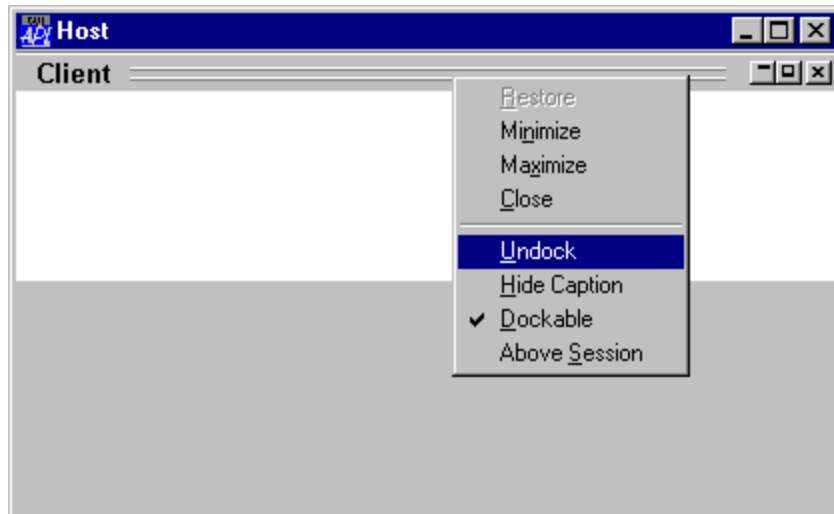 Host
Client
Restore
Minimize
Maximize
Close
Undock
Hide Caption
Dockable
Above Session